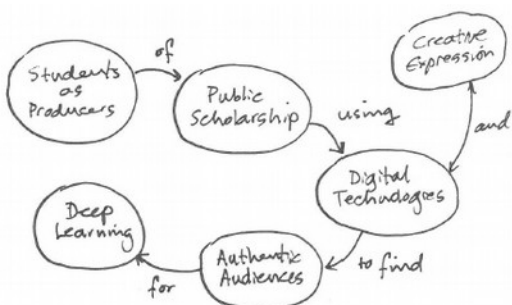 Students
as
Producers
of
Public
Scholarship
using
Digital
Technologies
and
Creative
Expression
to find
Authentic
Audiences
for
Deep
Learning